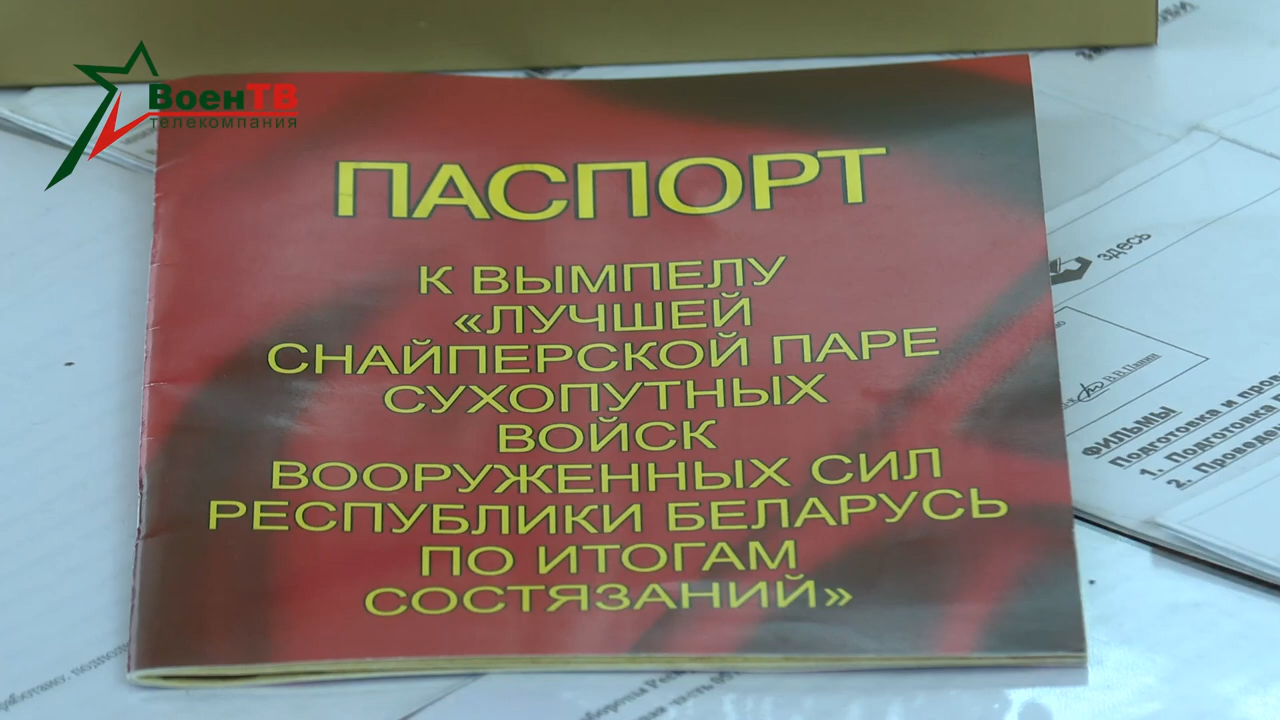 ВоенТВ
телекомпания
ПАСПОРТ
К ВЫМПЕЛУ
«ЛУЧШЕЙ
СНАЙПЕРСКОЙ ПАРЕ
СУХОПУТНЫХ
ВОЙСК
ВООРУЖЕННЫХ СИЛ
РЕСПУБЛИКИ БЕЛАРУСЬ
ПО ИТОГАМ
СОСТЯЗАНИЙ»
здесь
ФИЛЬМЫ
Подготовка и
1. Подготовка
2.